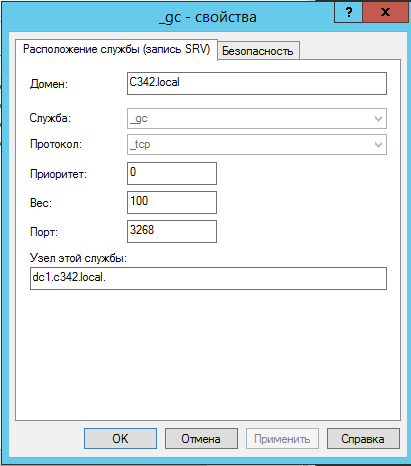 _gc - свойства
? x
Расположение службы (запись SRV) Безопасность
Домен: C342.local
Служба: _gc
Протокол: _tcp
Приоритет: 0
Вес: 100
Порт: 3268
Узел этой службы:
dc1.c342.local.
OK Отмена Применить Справка